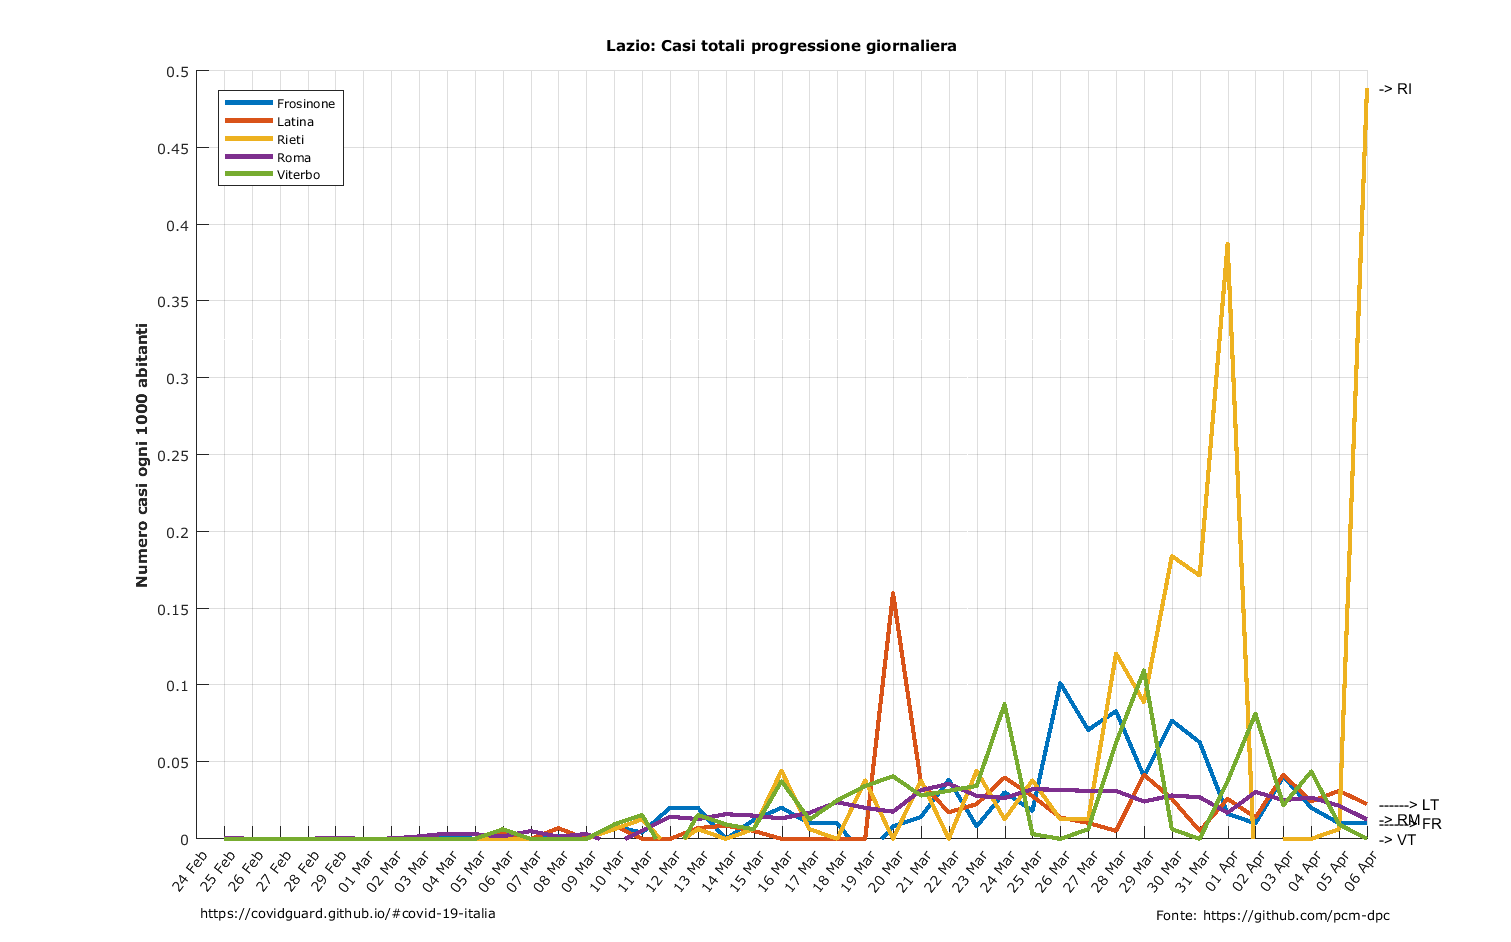 Lazio: Casi totali progressione giornaliera
Numero casi ogni 1000 abitanti
0.5
0.45
0.4
0.35
0.3
0.25
0.2
0.15
0.1
0.05
0
Frosinone
Latina
Rieti
Roma
Viterbo
-> RI
------> LT
-> RM
------> FR
-> VT
24 Feb
25 Feb
26 Feb
27 Feb
28 Feb
29 Feb
01 Mar
02 Mar
03 Mar
04 Mar
05 Mar
06 Mar
07 Mar
08 Mar
09 Mar
10 Mar
11 Mar
12 Mar
13 Mar
14 Mar
15 Mar
16 Mar
17 Mar
18 Mar
19 Mar
20 Mar
21 Mar
22 Mar
23 Mar
24 Mar
25 Mar
26 Mar
27 Mar
28 Mar
29 Mar
30 Mar
31 Mar
01 Apr
02 Apr
03 Apr
04 Apr
05 Apr
06 Apr
https://covidguard.github.io/#covid-19-italia
Fonte: https://github.com/pcm-dpc